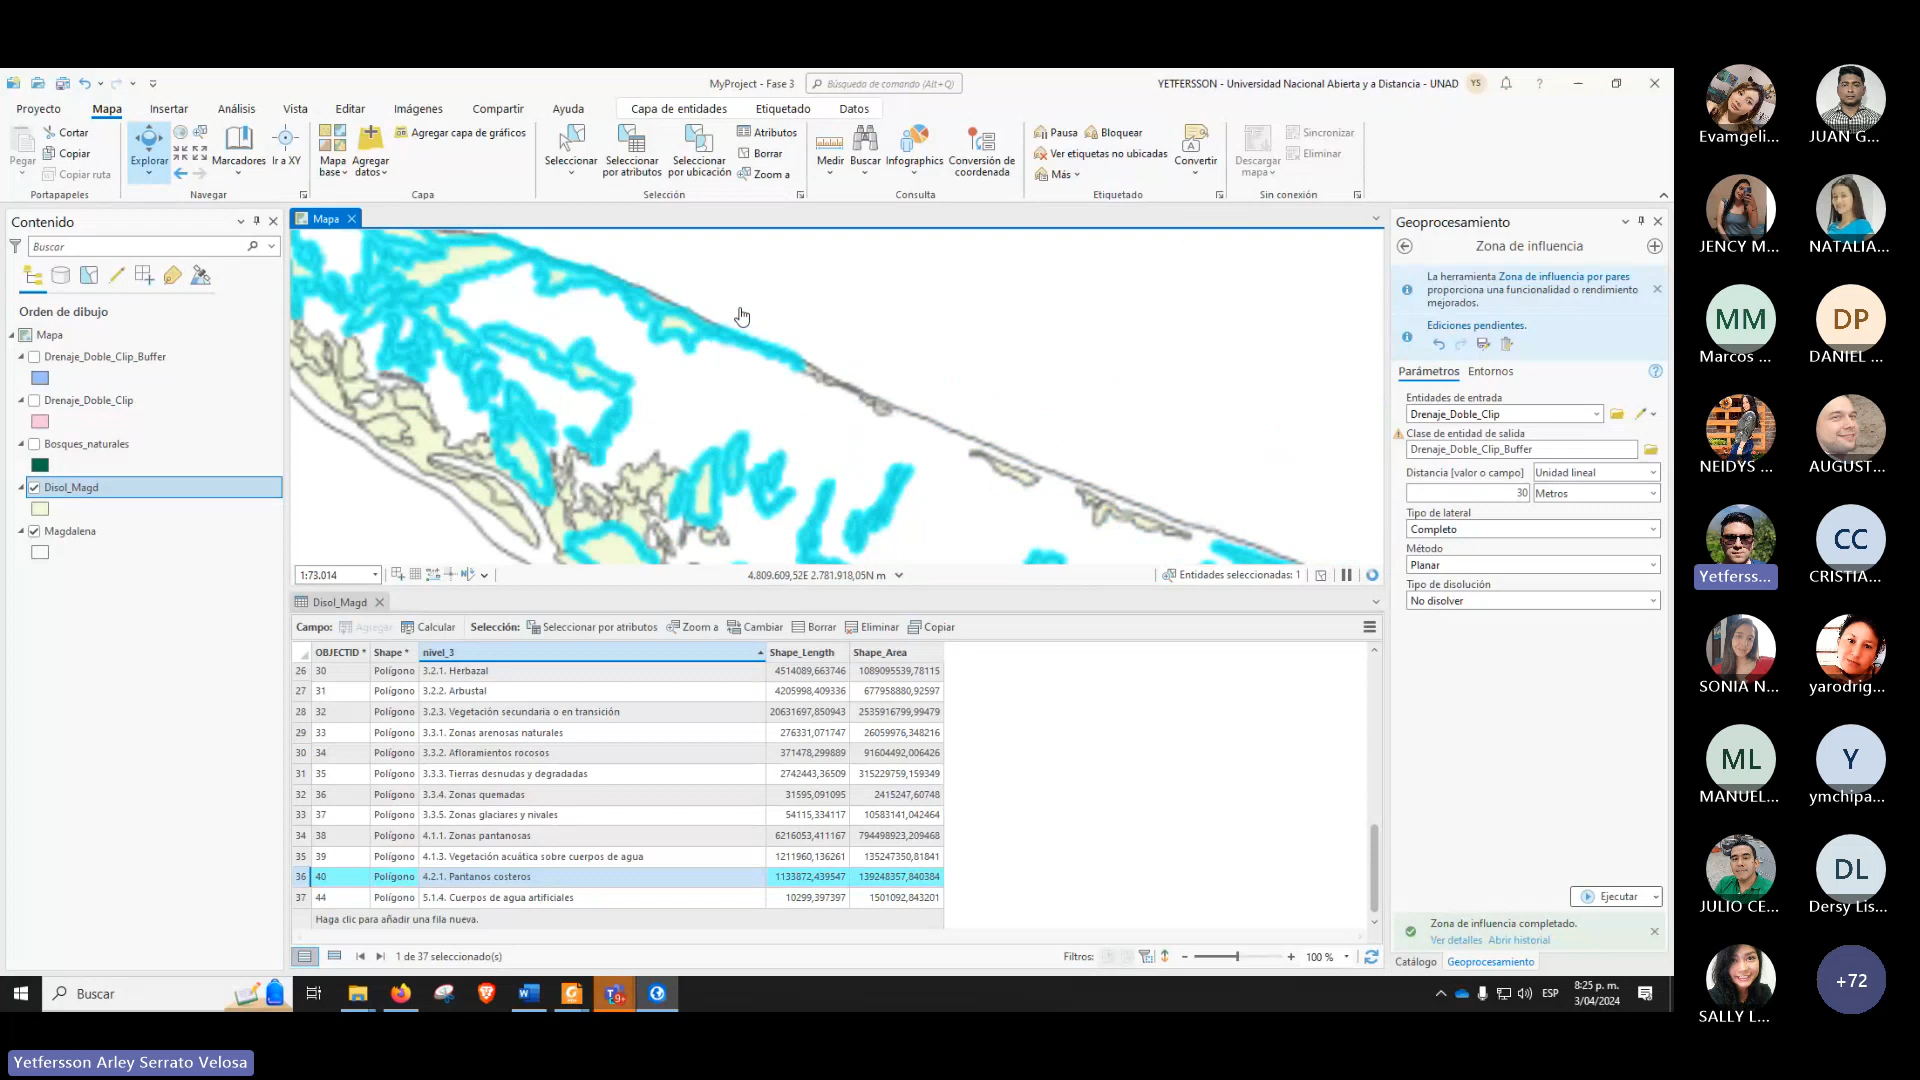 MyProject - Fase 3
Búsqueda de comando (Alt+Q)
YETFERSSON - Universidad Nacional Abierta y a Distancia - UNAD
YS
Proyecto
Mapa
Insertar
Análisis
Vista
Editar
Imágenes
Compartir
Ayuda
Capa de entidades
Etiquetado
Datos
Pegar
Cortar
Copiar
Copiar ruta
Portapapeles
Explorar
Marcadores
Ir a XY
Navegar
Mapa base
Agregar datos
Agregar capa de gráficos
Capa
Seleccionar
Seleccionar por atributos
Seleccionar por ubicación
Atributos
Borrar
Zoom a
Selección
Medir
Buscar
Infographics
Conversión de coordenada
Consulta
Pausa
Bloquear
Ver etiquetas no ubicadas
Más
Convertir
Etiquetado
Descargar mapa
Sincronizar
Eliminar
Sin conexión
Contenido
Buscar
Orden de dibujo
Mapa
Drenaje_Doble_Clip_Buffer
Drenaje_Doble_Clip
Bosques_naturales
Disol_Magd
Magdalena
Mapa
1:73.014
4.809.609,52E 2.781.918,05N m
Entidades seleccionadas: 1
Disol_Magd
Campo: Agregar Calcular Selección: Seleccionar por atributos Zoom a Cambiar Borrar Eliminar Copiar
OBJECTID * Shape * nivel_3 Shape_Length Shape_Area
26 30 Polígono 3.2.1. Herbazal 4514089,663746 1089095539,78115
27 31 Polígono 3.2.2. Arbustal 4205998,409336 677958880,92597
28 32 Polígono 3.2.3. Vegetación secundaria o en transición 20631697,850943 2535916799,99479
29 33 Polígono 3.3.1. Zonas arenosas naturales 276331,071747 26059976,348216
30 34 Polígono 3.3.2. Afloramientos rocosos 371478,299889 91604492,006426
31 35 Polígono 3.3.3. Tierras desnudas y degradadas 2742443,36509 315229759,159349
32 36 Polígono 3.3.4. Zonas quemadas 31595,091095 2415247,60748
33 37 Polígono 3.3.5. Zonas glaciares y nivales 54115,334117 10583141,042464
34 38 Polígono 4.1.1. Zonas pantanosas 6216053,411167 794498923,209468
35 39 Polígono 4.1.3. Vegetación acuática sobre cuerpos de agua 1211960,136261 135247350,81841
36 40 Polígono 4.2.1. Pantanos costeros 1133872,439547 139248357,840384
37 44 Polígono 5.1.4. Cuerpos de agua artificiales 10299,397397 1501092,843201
Haga clic para añadir una fila nueva.
1 de 37 seleccionado(s)
Filtros:
100 %
Geoprocesamiento
Zona de influencia
La herramienta Zona de influencia por pares
proporciona una funcionalidad o rendimiento
mejorados.
Ediciones pendientes.
Parámetros
Entornos
Entidades de entrada
Drenaje_Doble_Clip
Clase de entidad de salida
Drenaje_Doble_Clip_Buffer
Distancia [valor o campo]
Unidad lineal
30
Metros
Tipo de lateral
Completo
Método
Planar
Tipo de disolución
No disolver
Ejecutar
Zona de influencia completado.
Ver detalles Abrir historial
Catálogo
Geoprocesamiento
Buscar
9+
ESP
8:25 p. m.
3/04/2024
Yetfersson Arley Serrato Velosa
Evamgeli...
JUAN G...
JENCY M...
NATALIA...
MM
Marcos ...
DP
DANIEL ...
NEIDYS ...
AUGUST...
Yetferss...
CC
CRISTIA...
SONIA N...
yarodrig...
ML
MANUEL...
Y
ymchipa...
JULIO CE...
DL
Dersy Lis...
SALLY L...
+72